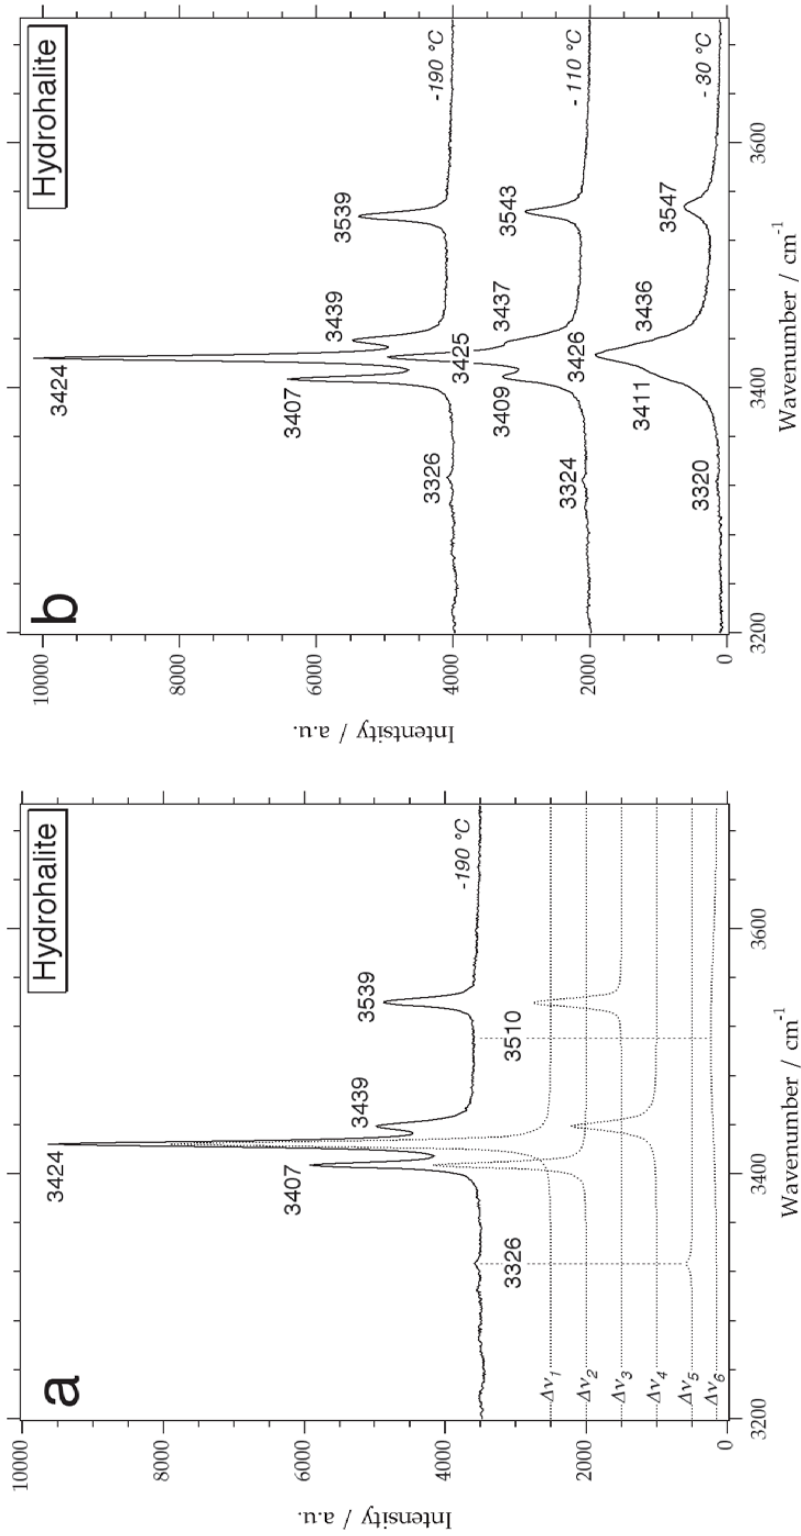 a
Hydrohalite
10000
8000
6000
4000
2000
0
Intensity / a.u.
3424
3407
3439
3539
-190 °C
3326
3510
Δν1
Δν2
Δν3
Δν4
Δν5
Δν6
3200
3400
3600
Wavenumber / cm-1
b
Hydrohalite
10000
8000
6000
4000
2000
0
Intentsity / a.u.
3424
3407
3439
3539
3326
-190 °C
3425
3409
3437
3543
3324
- 110 °C
3426
3411
3436
3547
3320
- 30 °C
3200
3400
3600
Wavenumber / cm-1